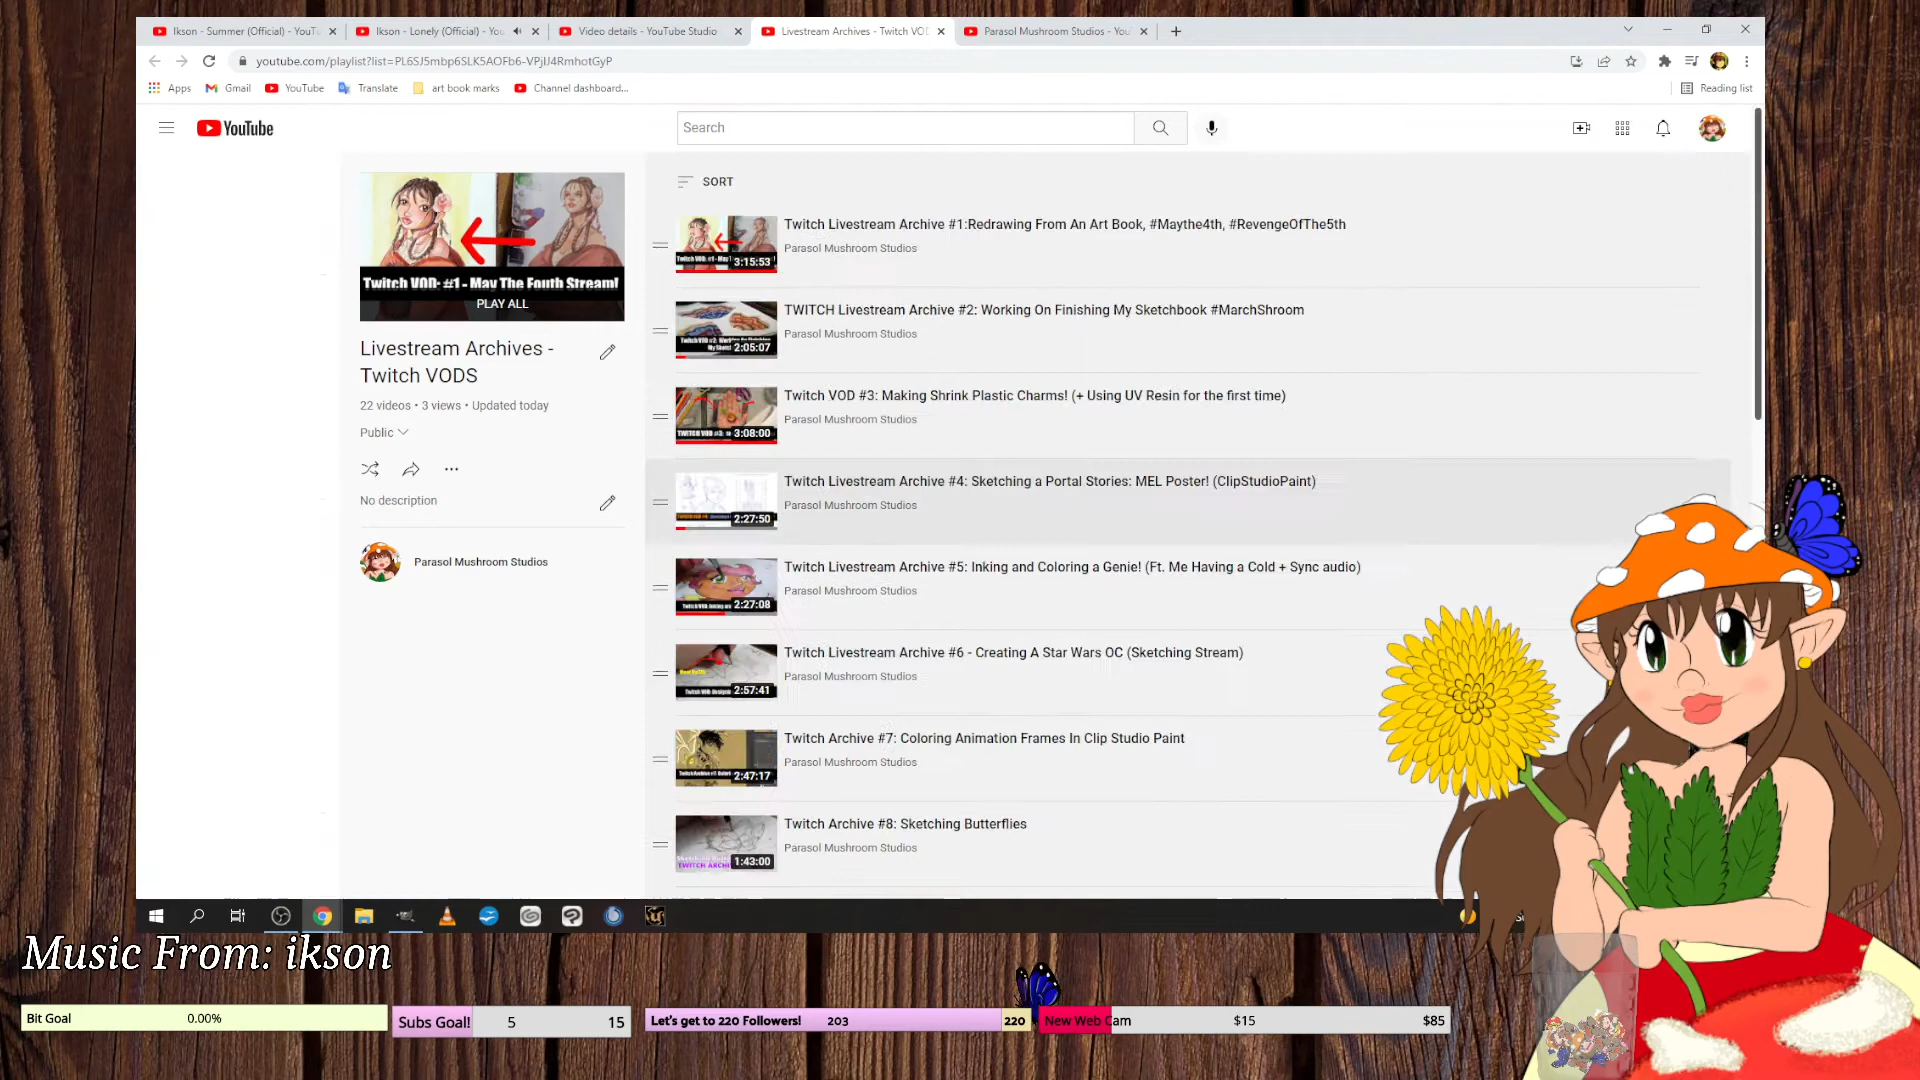 Ikson - Summer (Official) - YouTu
Ikson - Lonely (Official) - You
Video details - YouTube Studio
Livestream Archives - Twitch VOD
Parasol Mushroom Studios - You
youtube.com/playlist?list=PL6SJ5mbp6SLK5AOFb6-VPjIJ4RmhotGyP
Apps
Gmail
YouTube
Translate
art book marks
Channel dashboard...
Reading list
YouTube
Search
SORT
Twitch VOD: #1 - May The Fouth Stream!
PLAY ALL
Livestream Archives -
Twitch VODS
22 videos • 3 views • Updated today
Public
No description
Parasol Mushroom Studios
Twitch Livestream Archive #1:Redrawing From An Art Book, #Maythe4th, #RevengeOfThe5th
Parasol Mushroom Studios
3:15:53
TWITCH Livestream Archive #2: Working On Finishing My Sketchbook #MarchShroom
Parasol Mushroom Studios
2:05:07
Twitch VOD #3: Making Shrink Plastic Charms! (+ Using UV Resin for the first time)
Parasol Mushroom Studios
3:08:00
Twitch Livestream Archive #4: Sketching a Portal Stories: MEL Poster! (ClipStudioPaint)
Parasol Mushroom Studios
2:27:50
Twitch Livestream Archive #5: Inking and Coloring a Genie! (Ft. Me Having a Cold + Sync audio)
Parasol Mushroom Studios
2:27:08
Twitch Livestream Archive #6 - Creating A Star Wars OC (Sketching Stream)
Parasol Mushroom Studios
2:57:41
Twitch Archive #7: Coloring Animation Frames In Clip Studio Paint
Parasol Mushroom Studios
2:47:17
Twitch Archive #8: Sketching Butterflies
Parasol Mushroom Studios
1:43:00
Music From: ikson
Bit Goal 0.00%
Subs Goal! 5 15
Let's get to 220 Followers! 203 220
New Web Cam $15 $85